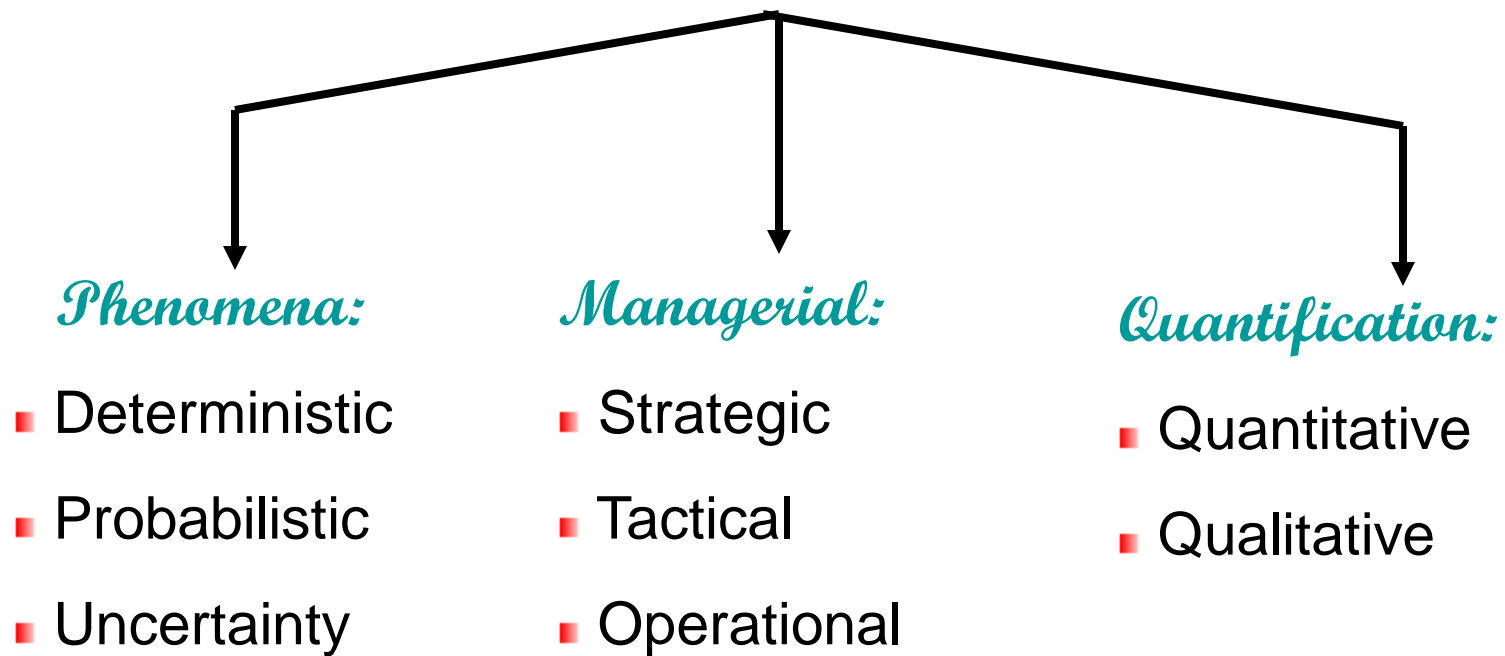 Phenomena:
Deterministic
Probabilistic
Uncertainty
Managerial:
Strategic
Tactical
Operational
Quantification:
Quantitative
Qualitative